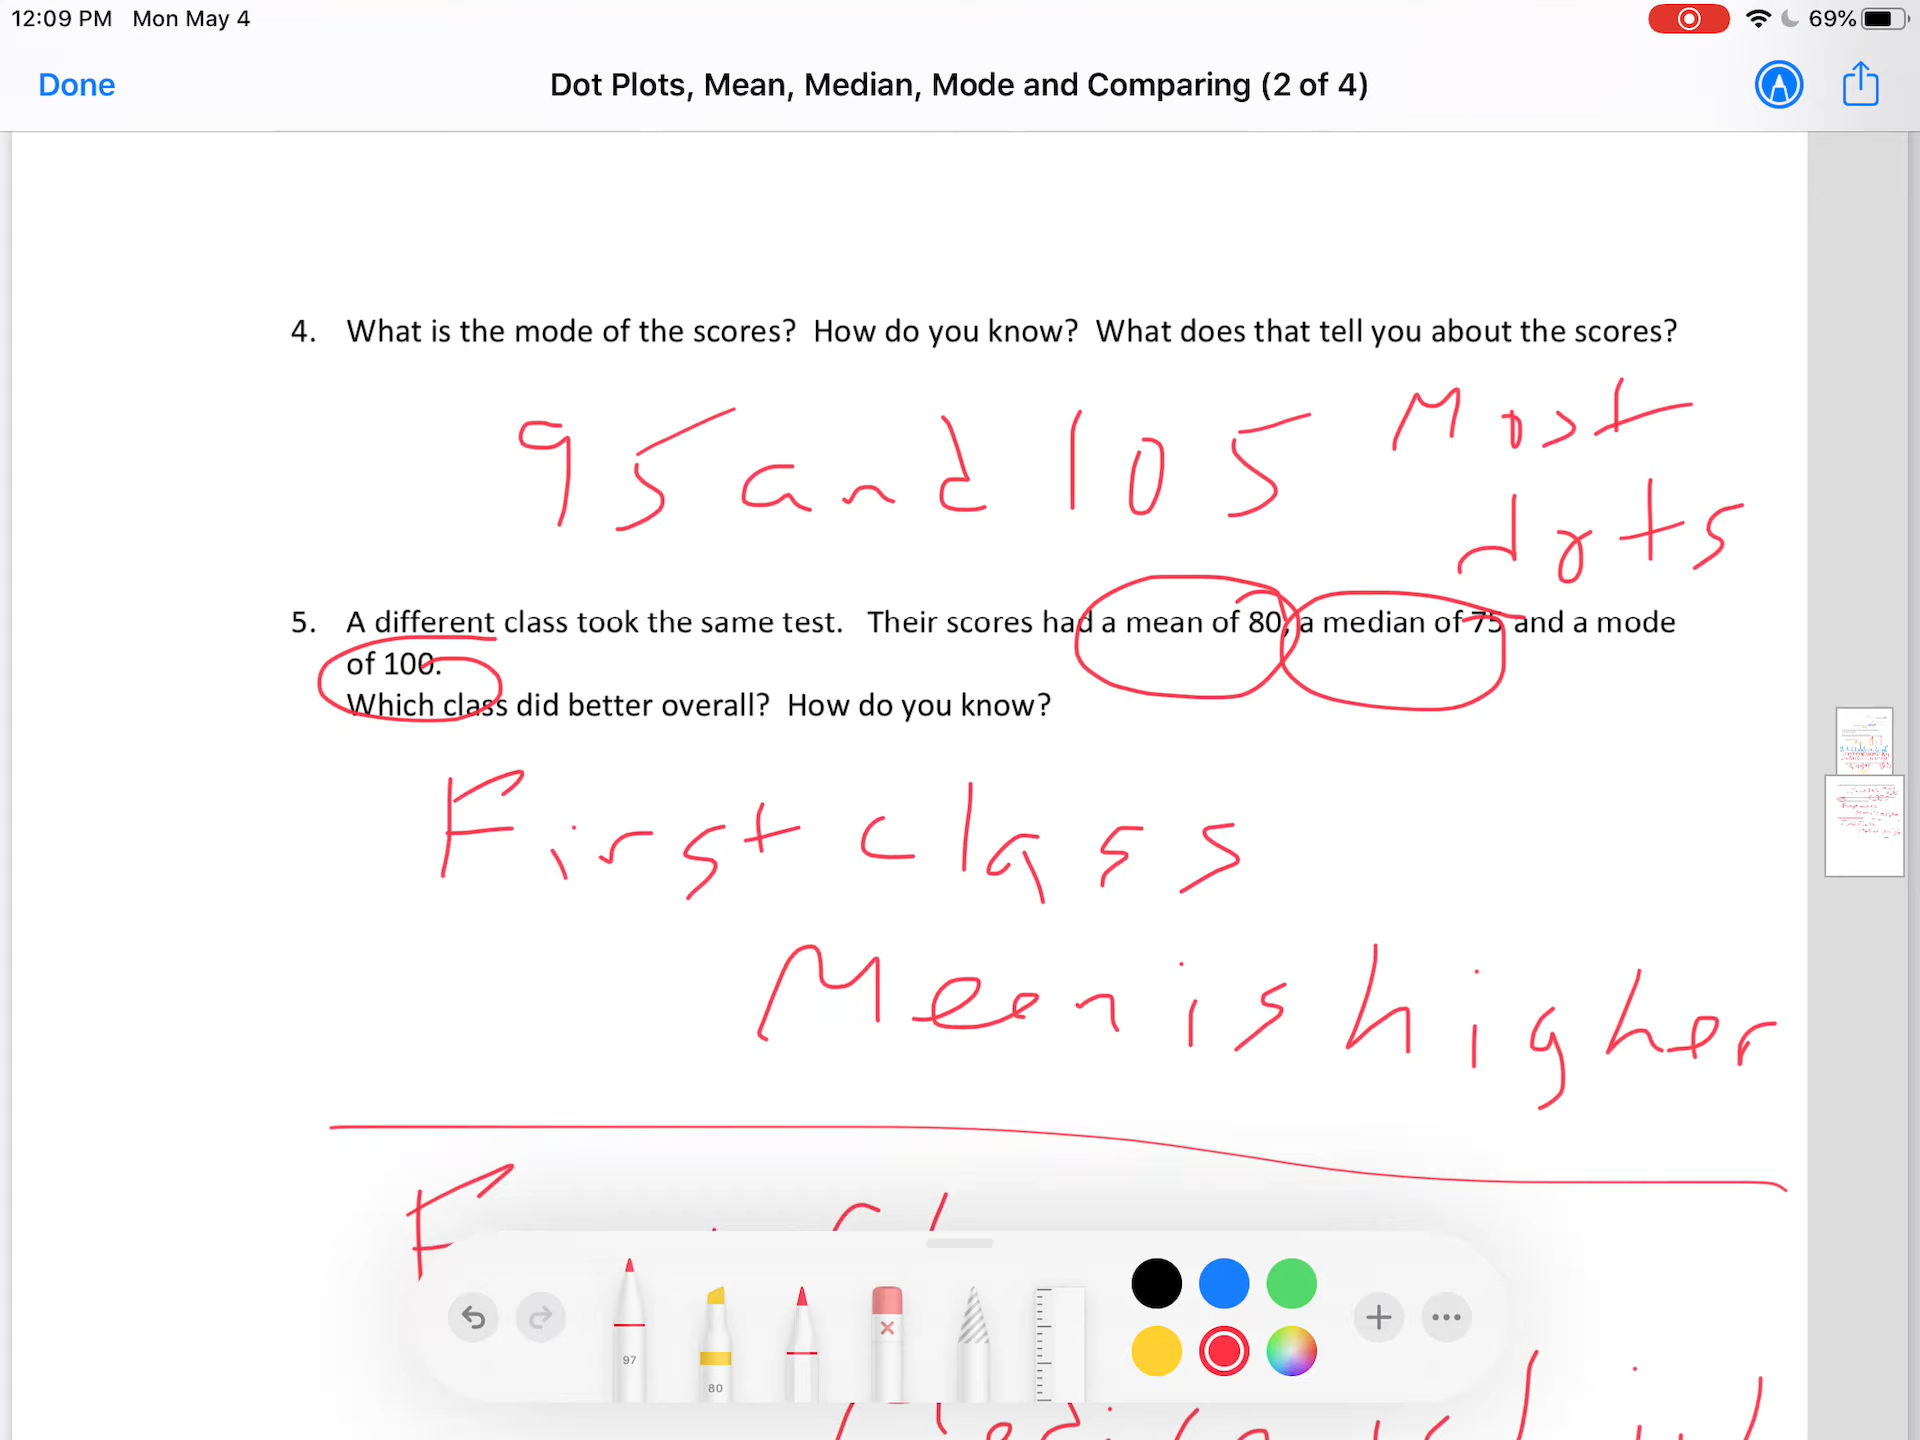 12:09 PM Mon May 4
69%
Done
Dot Plots, Mean, Median, Mode and Comparing (2 of 4)
4. What is the mode of the scores? How do you know? What does that tell you about the scores?
95 and 105 Most
dots
5. A different class took the same test. Their scores had a mean of 80, a median of 75 and a mode
of 100.
Which class did better overall? How do you know?
First class
Mean is higher
97
80